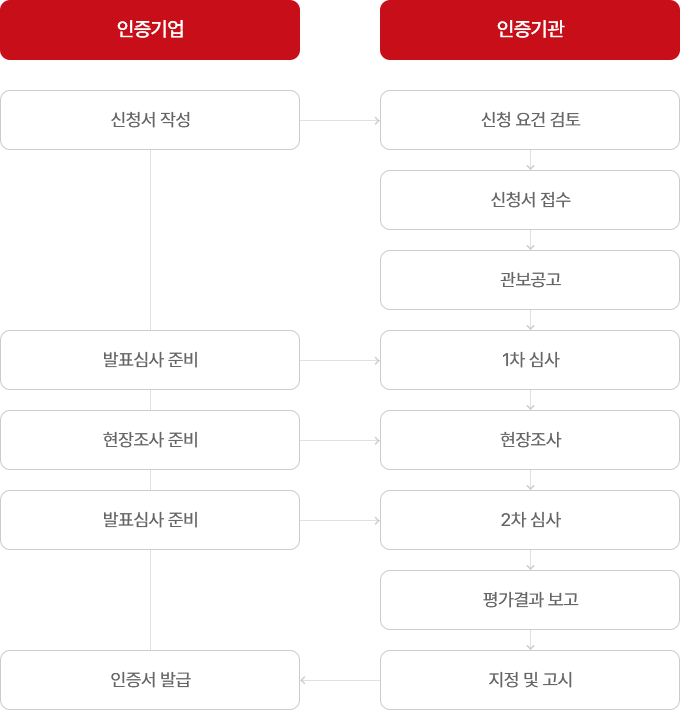 인증기업
인증기관
신청서 작성
신청 요건 검토
신청서 접수
관보공고
발표심사 준비
1차 심사
현장조사 준비
현장조사
발표심사 준비
2차 심사
평가결과 보고
인증서 발급
지정 및 고시